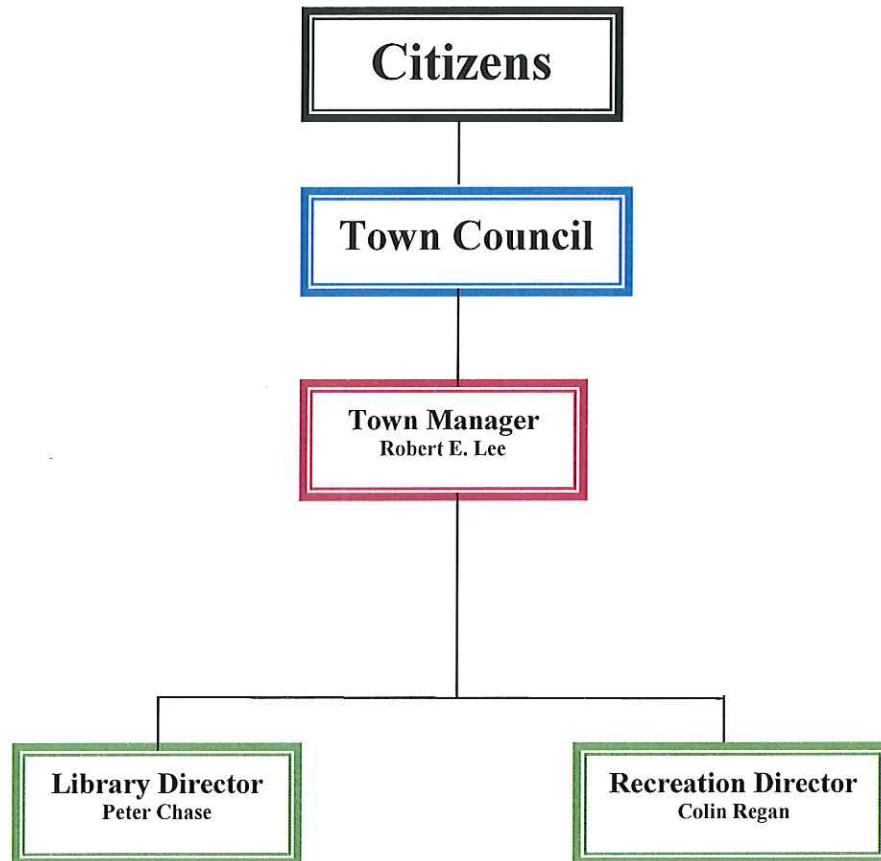 Citizens
Town Council
Town Manager
Robert E. Lee
Library Director
Peter Chase
Recreation Director
Colin Regan